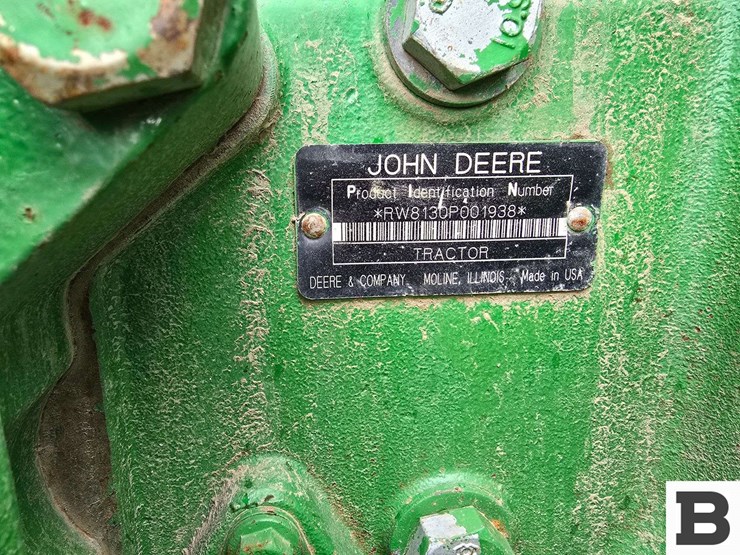 JOHN DEERE
Product Identification Number
*RW8130P001938*
TRACTOR
DEERE & COMPANY MOLINE, ILLINOIS Made in USA
B